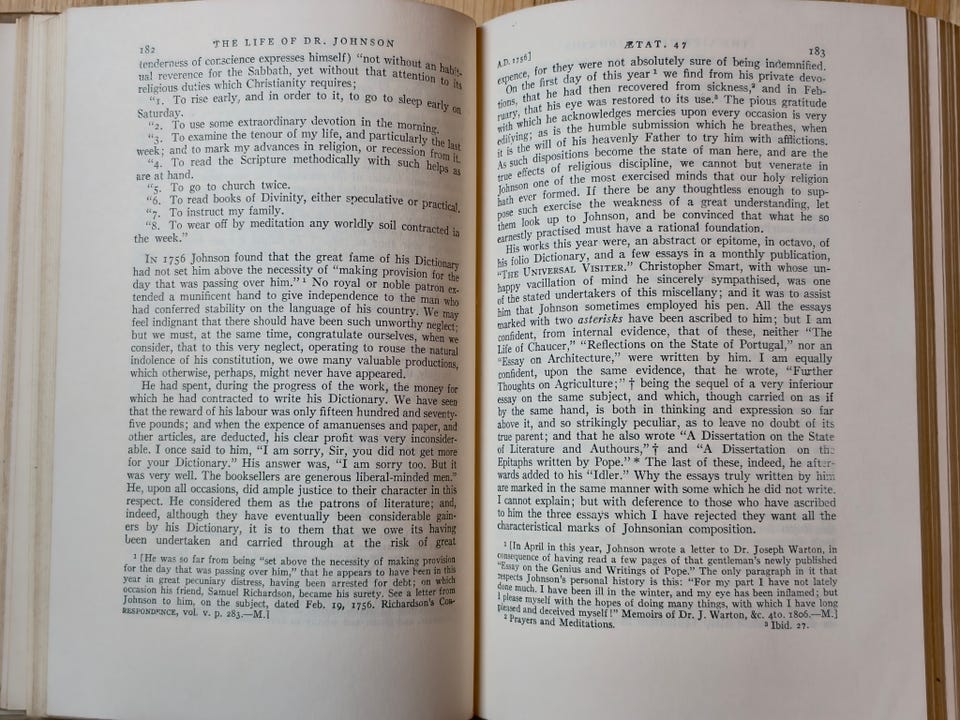 182 THE LIFE OF DR. JOHNSON
(tenderness of conscience expresses himself) “not without an habit-
ual reverence for the Sabbath, yet without that attention to its
religious duties which Christianity requires;
“1. To rise early, and in order to it, to go to sleep early on
Saturday.
“2. To use some extraordinary devotion in the morning.
“3. To examine the tenour of my life, and particularly the last
week; and to mark my advances in religion, or recession from it.
“4. To read the Scripture methodically with such helps as
are at hand.
“5. To go to church twice.
“6. To read books of Divinity, either speculative or practical.
“7. To instruct my family.
“8. To wear off by meditation any worldly soil contracted in
the week.”
IN 1756 Johnson found that the great fame of his Dictionary
had not set him above the necessity of “making provision for the
day that was passing over him.”¹ No royal or noble patron ex-
tended a munificent hand to give independence to the man who
had conferred stability on the language of his country. We may
feel indignant that there should have been such unworthy neglect;
but we must, at the same time, congratulate ourselves, when we
consider, that to this very neglect, operating to rouse the natural
indolence of his constitution, we owe many valuable productions,
which otherwise, perhaps, might never have appeared.
He had spent, during the progress of the work, the money for
which he had contracted to write his Dictionary. We have seen
that the reward of his labour was only fifteen hundred and seventy-
five pounds; and when the expence of amanuenses and paper, and
other articles, are deducted, his clear profit was very inconsider-
able. I once said to him, “I am sorry, Sir, you did not get more
for your Dictionary.” His answer was, “I am sorry too. But it
was very well. The booksellers are generous liberal-minded men.”
He, upon all occasions, did ample justice to their character in this
respect. He considered them as the patrons of literature; and,
indeed, although they have eventually been considerable gain-
ers by his Dictionary, it is to them that we owe its having
been undertaken and carried through at the risk of great
¹ [He was so far from being “set above the necessity of making provision
for the day that was passing over him,” that he appears to have been in this
year in great pecuniary distress, having been arrested for debt; on which
occasion his friend, Samuel Richardson, became his surety. See a letter from
Johnson to him, on the subject, dated Feb. 19, 1756. Richardson's COR-
RESPONDENCE, vol. v. p. 283.—M.]
A.D. 1756] ÆTAT. 47 183
expence, for they were not absolutely sure of being indemnified.
On the first day of this year¹ we find from his private devo-
tions, that he had then recovered from sickness,² and in Feb-
ruary, that his eye was restored to its use.³ The pious gratitude
with which he acknowledges mercies upon every occasion is very
edifying; as is the humble submission which he breathes, when
it is the will of his heavenly Father to try him with afflictions.
As such dispositions become the state of man here, and are the
true effects of religious discipline, we cannot but venerate in
Johnson one of the most exercised minds that our holy religion
hath ever formed. If there be any thoughtless enough to sup-
pose such exercise the weakness of a great understanding, let
them look up to Johnson, and be convinced that what he so
earnestly practised must have a rational foundation.
His works this year were, an abstract or epitome, in octavo, of
his folio Dictionary, and a few essays in a monthly publication,
“THE UNIVERSAL VISITER.” Christopher Smart, with whose un-
happy vacillation of mind he sincerely sympathised, was one
of the stated undertakers of this miscellany; and it was to assist
him that Johnson sometimes employed his pen. All the essays
marked with two asterisks have been ascribed to him; but I am
confident, from internal evidence, that of these, neither “The
Life of Chaucer,” “Reflections on the State of Portugal,” nor an
“Essay on Architecture,” were written by him. I am equally
confident, upon the same evidence, that he wrote, “Further
Thoughts on Agriculture;”† being the sequel of a very inferiour
essay on the same subject, and which, though carried on as if
by the same hand, is both in thinking and expression so far
above it, and so strikingly peculiar, as to leave no doubt of its
true parent; and that he also wrote “A Dissertation on the State
of Literature and Authours,”† and “A Dissertation on the
Epitaphs written by Pope.”* The last of these, indeed, he after-
wards added to his “Idler.” Why the essays truly written by him
are marked in the same manner with some which he did not write,
I cannot explain; but with deference to those who have ascribed
to him the three essays which I have rejected they want all the
characteristical marks of Johnsonian composition.
¹ [In April in this year, Johnson wrote a letter to Dr. Joseph Warton, in
consequence of having read a few pages of that gentleman's newly published
“Essay on the Genius and Writings of Pope.” The only paragraph in it that
respects Johnson's personal history is this: “For my part I have not lately
done much. I have been ill in the winter, and my eye has been inflamed; but
I please myself with the hopes of doing many things, with which I have long
pleased and deceived myself!” Memoirs of Dr. J. Warton, &c. 4to. 1806.—M.]
² Prayers and Meditations. ³ Ibid. 27.